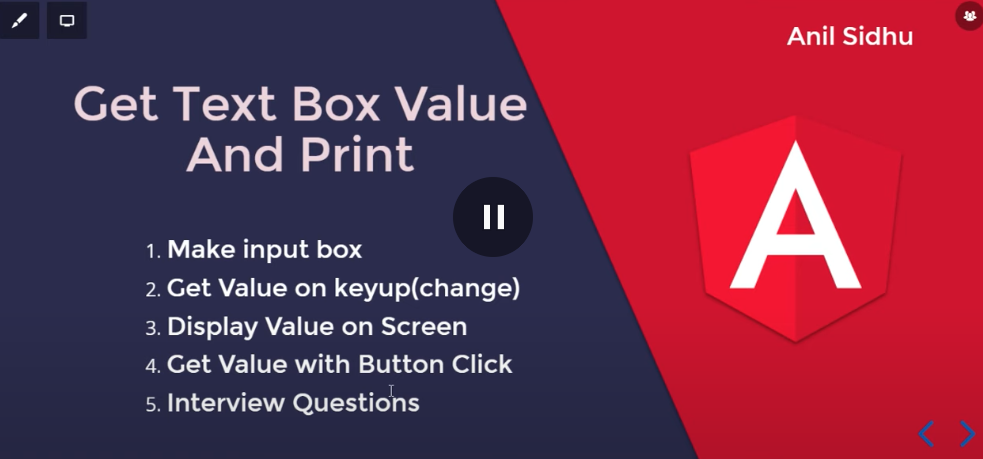 Anil Sidhu
Get Text Box Value
And Print
1. Make input box
2. Get Value on keyup(change)
3. Display Value on Screen
4. Get Value with Button Click
5. Interview Questions
A